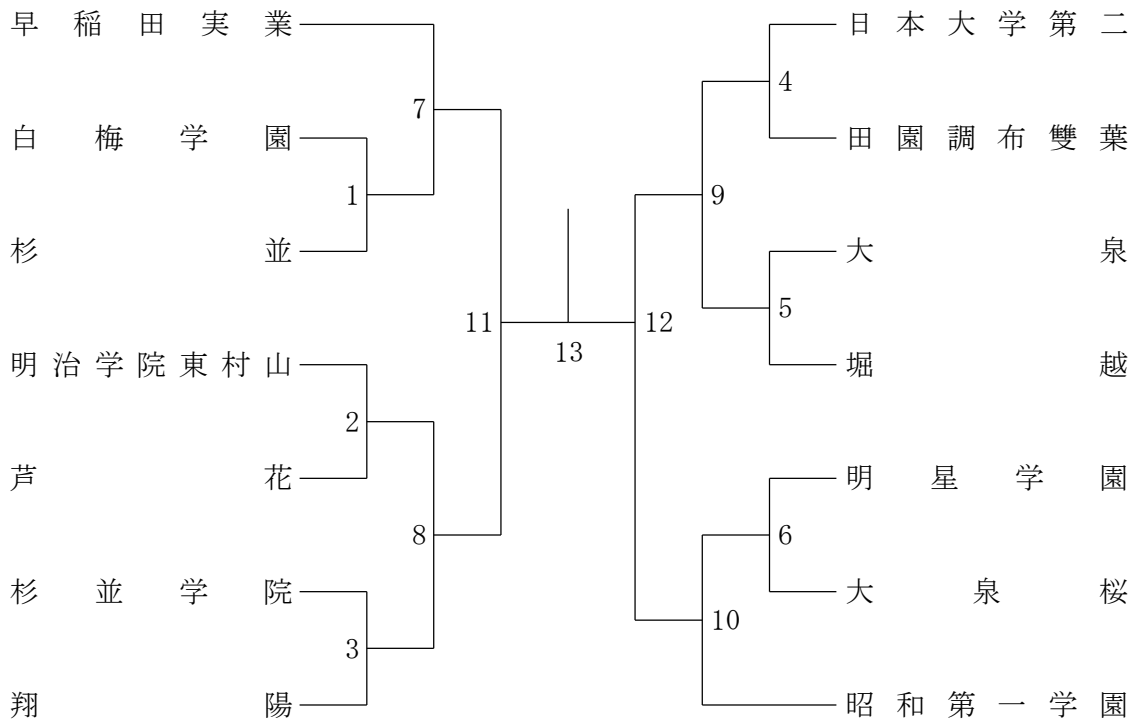 早稲田実業
白梅学園
杉並
明治学院東村山
芦花
杉並学院
翔陽
7
1
2
8
3
11
13
12
9
4
5
6
10
日本大学第二
田園調布雙葉
大泉
堀越
明星学園
大泉桜
昭和第一学園